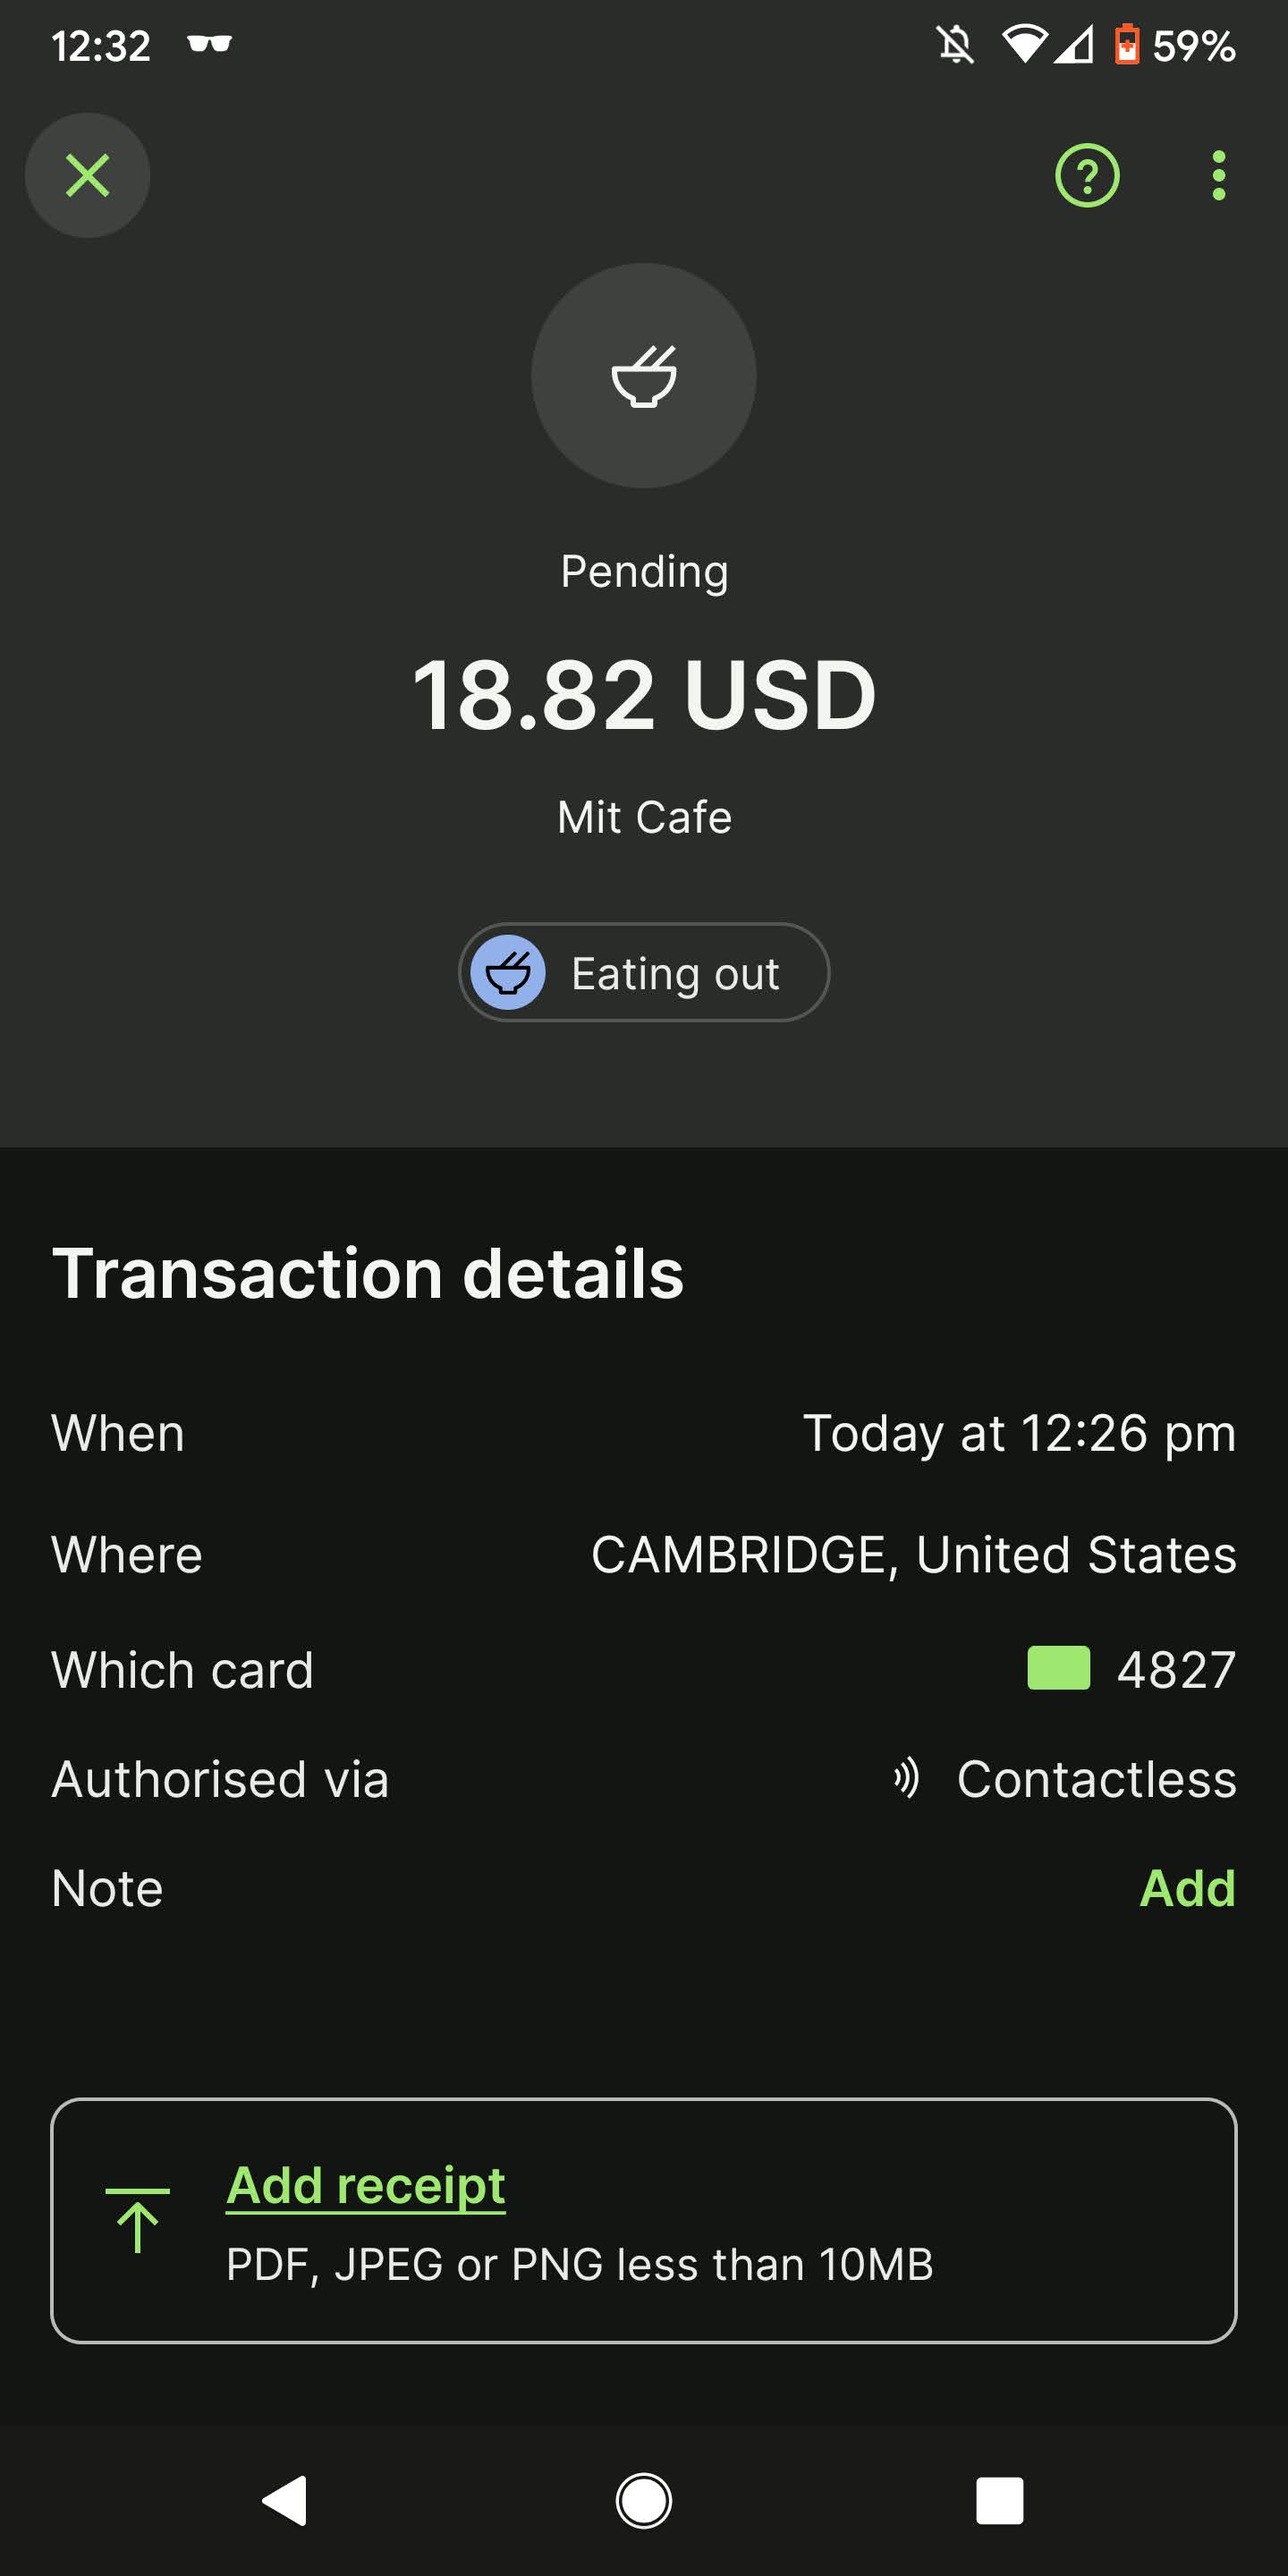 12:32 59%
?
Pending
18.82 USD
Mit Cafe
Eating out
Transaction details
When Today at 12:26 pm
Where CAMBRIDGE, United States
Which card 4827
Authorised via Contactless
Note Add
Add receipt
PDF, JPEG or PNG less than 10MB